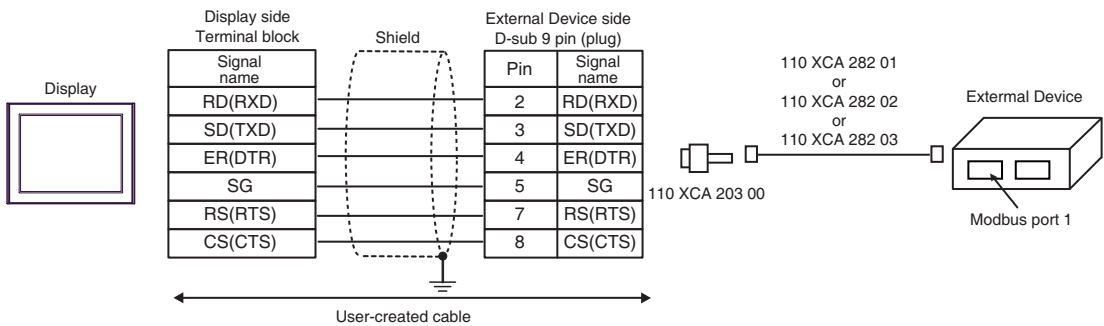 Display
Display side
Terminal block
Signal
name
RD(RXD)
SD(TXD)
ER(DTR)
SG
RS(RTS)
CS(CTS)
Shield
External Device side
D-sub 9 pin (plug)
Pin
Signal
name
2
RD(RXD)
3
SD(TXD)
4
ER(DTR)
5
SG
7
RS(RTS)
8
CS(CTS)
User-created cable
110 XCA 203 00
110 XCA 282 01
or
110 XCA 282 02
or
110 XCA 282 03
Extermal Device
Modbus port 1